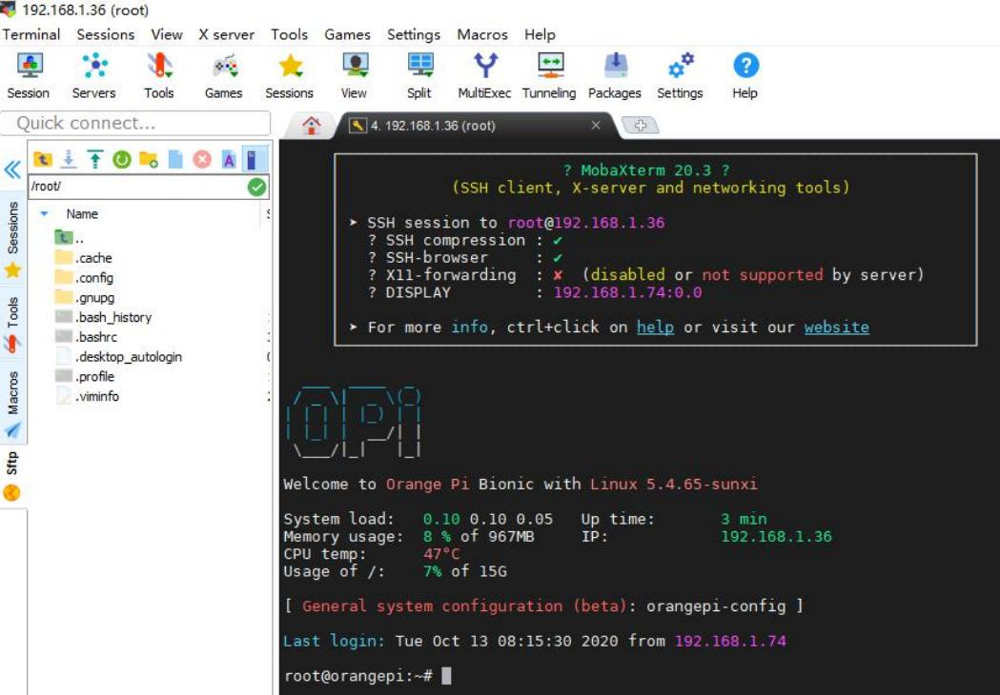 192.168.1.36 (root)
Terminal Sessions View X server Tools Games Settings Macros Help
Session Servers Tools Games Sessions View Split MultiExec Tunneling Packages Settings Help
Quick connect...
4. 192.168.1.36 (root)
/root/
Name
..
.cache
.config
.gnupg
.bash_history
.bashrc
.desktop_autologin
.profile
.viminfo
Sessions
Tools
Macros
Sftp
? MobaXterm 20.3 ?
(SSH client, X-server and networking tools)
➤ SSH session to root@192.168.1.36
? SSH compression : ✔
? SSH-browser : ✔
? X11-forwarding : ✘ (disabled or not supported by server)
? DISPLAY : 192.168.1.74:0.0
➤ For more info, ctrl+click on help or visit our website
OPi
Welcome to Orange Pi Bionic with Linux 5.4.65-sunxi
System load: 0.10 0.10 0.05 Up time: 3 min
Memory usage: 8 % of 967MB IP: 192.168.1.36
CPU temp: 47°C
Usage of /: 7% of 15G
[ General system configuration (beta): orangepi-config ]
Last login: Tue Oct 13 08:15:30 2020 from 192.168.1.74
root@orangepi:~#